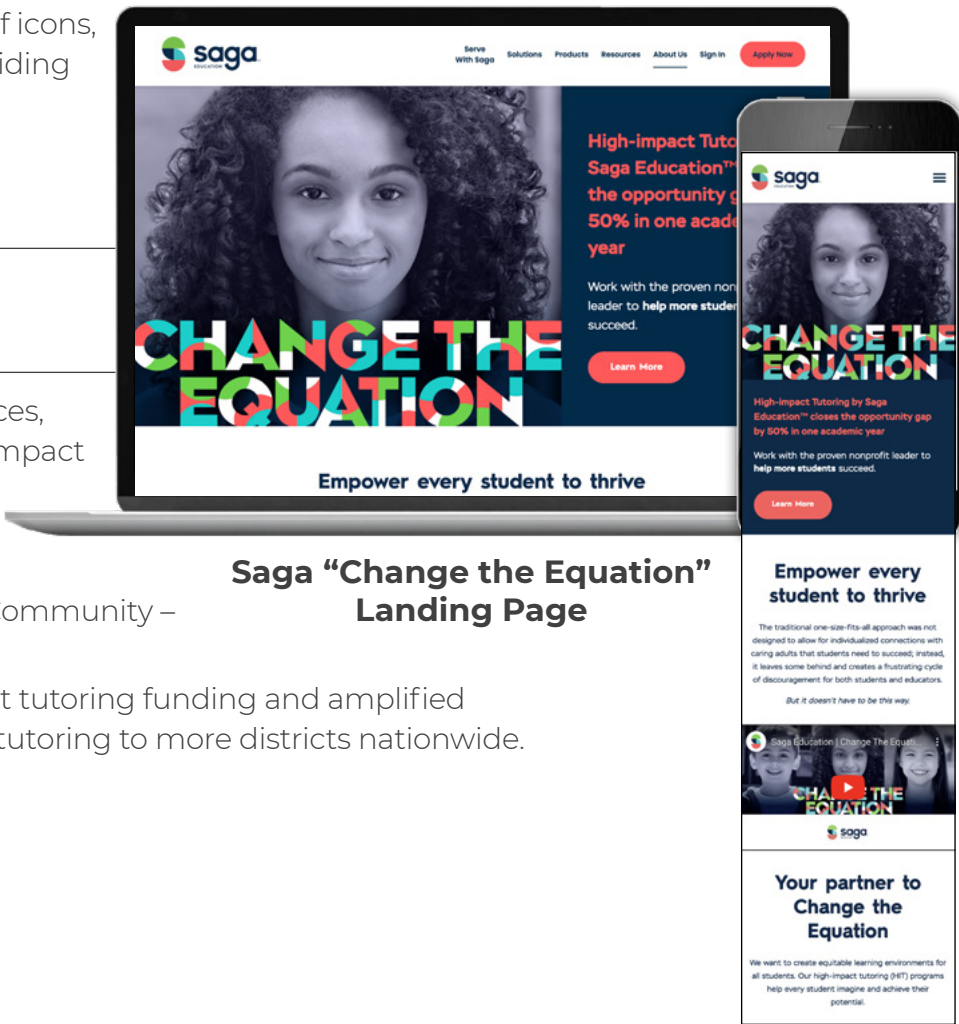 f icons,
iding
ces,
mpact
ommunity –
t tutoring funding and amplified
tutoring to more districts nationwide.
saga
EDUCATION
Serve
With Saga
Solutions
Products
Resources
About Us
Sign In
Apply Now
CHANGE THE
EQUATION
High-impact Tuto
Saga Education™
the opportunity g
50% in one acade
year
Work with the proven non
leader to help more studen
succeed.
Learn More
Empower every student to thrive
Saga “Change the Equation”
Landing Page
saga
EDUCATION
CHANGE THE
EQUATION
High-impact Tutoring by Saga
Education™ closes the opportunity gap
by 50% in one academic year
Work with the proven nonprofit leader to
help more students succeed.
Learn More
Empower every
student to thrive
The traditional one-size-fits-all approach was not
designed to allow for individualized connections with
caring adults that students need to succeed; instead,
it leaves some behind and creates a frustrating cycle
of discouragement for both students and educators.
But it doesn't have to be this way.
Saga Education | Change The Equati...
CHANGE THE
EQUATION
saga
Your partner to
Change the
Equation
We want to create equitable learning environments for
all students. Our high-impact tutoring (HIT) programs
help every student imagine and achieve their
potential.